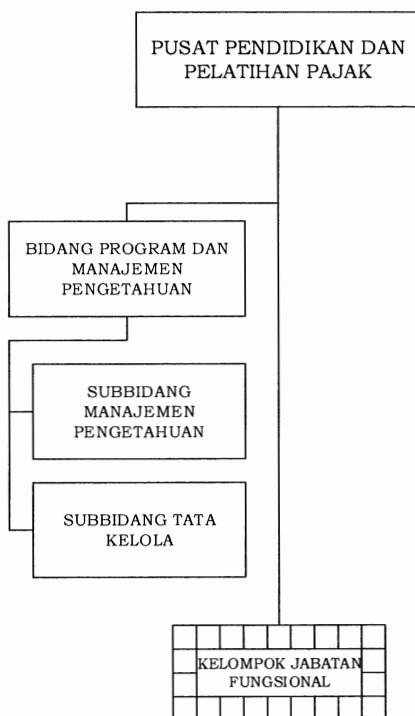 PUSAT PENDIDIKAN DAN
PELATIHAN PAJAK
BIDANG PROGRAM DAN
MANAJEMEN
PENGETAHUAN
SUBBIDANG
MANAJEMEN
PENGETAHUAN
SUBBIDANG TATA
KELOLA
KELOMPOK JABATAN
FUNGSIONAL